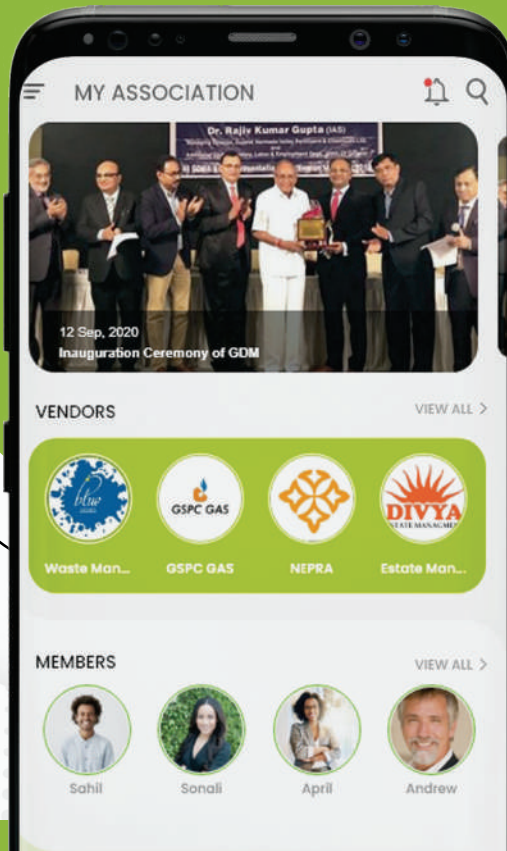 MY ASSOCIATION
Dr. Rajiv Kumar Gupta (IAS)
12 Sep, 2020
Inauguration Ceremony of GDM
VENDORS
VIEW ALL >
blw
GSPC GAS
DIVYA
Waste Man...
GSPC GAS
NEPRA
Estate Man...
MEMBERS
VIEW ALL >
Sahil
Sonali
April
Andrew